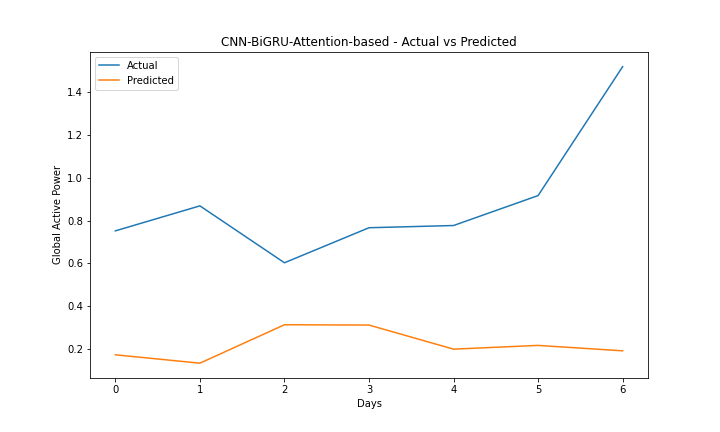 CNN-BiGRU-Attention-based - Actual vs Predicted
Actual
Predicted
Global Active Power
1.4
1.2
1.0
0.8
0.6
0.4
0.2
0 1 2 3 4 5 6
Days